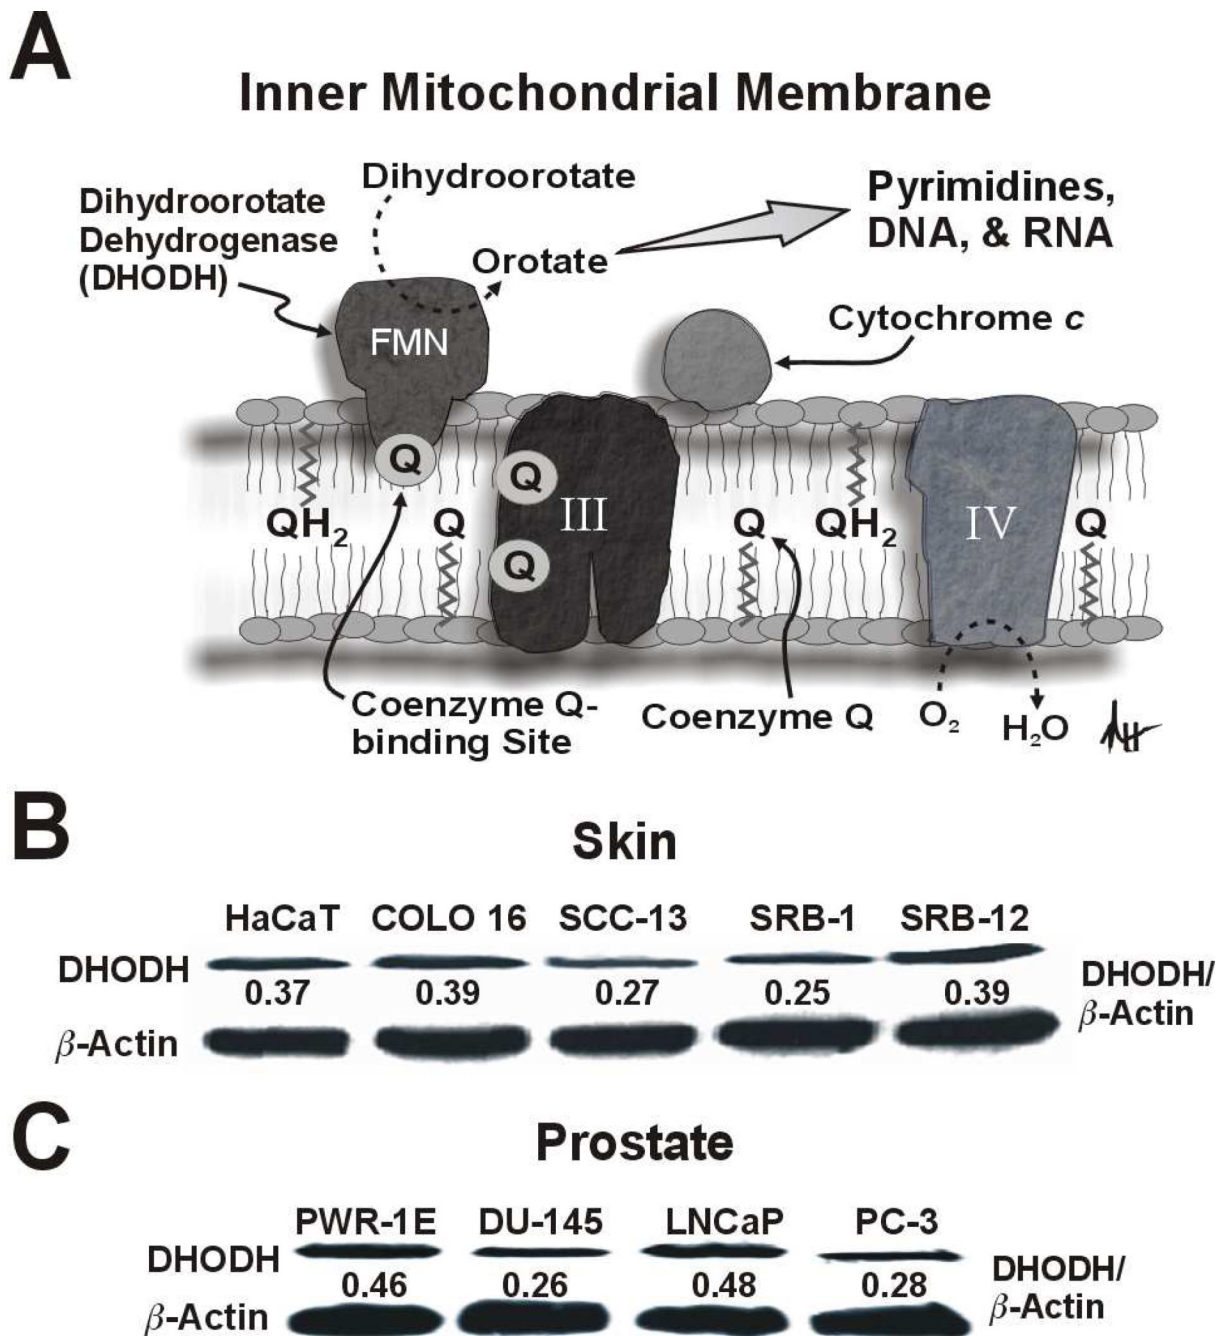 A
Inner Mitochondrial Membrane
Dihydroorotate
Dehydrogenase
(DHODH)
Dihydroorotate
Orotate
Pyrimidines,
DNA, & RNA
FMN
Cytochrome c
Q
Q
Q
III
QH₂
Q
Q
QH₂
IV
Q
Coenzyme Q-
binding Site
Coenzyme Q
O₂
H₂O
B
Skin
HaCaT COLO 16 SCC-13 SRB-1 SRB-12
DHODH
0.37 0.39 0.27 0.25 0.39
DHODH/
β-Actin
β-Actin
C
Prostate
PWR-1E DU-145 LNCaP PC-3
DHODH
0.46 0.26 0.48 0.28
DHODH/
β-Actin
β-Actin